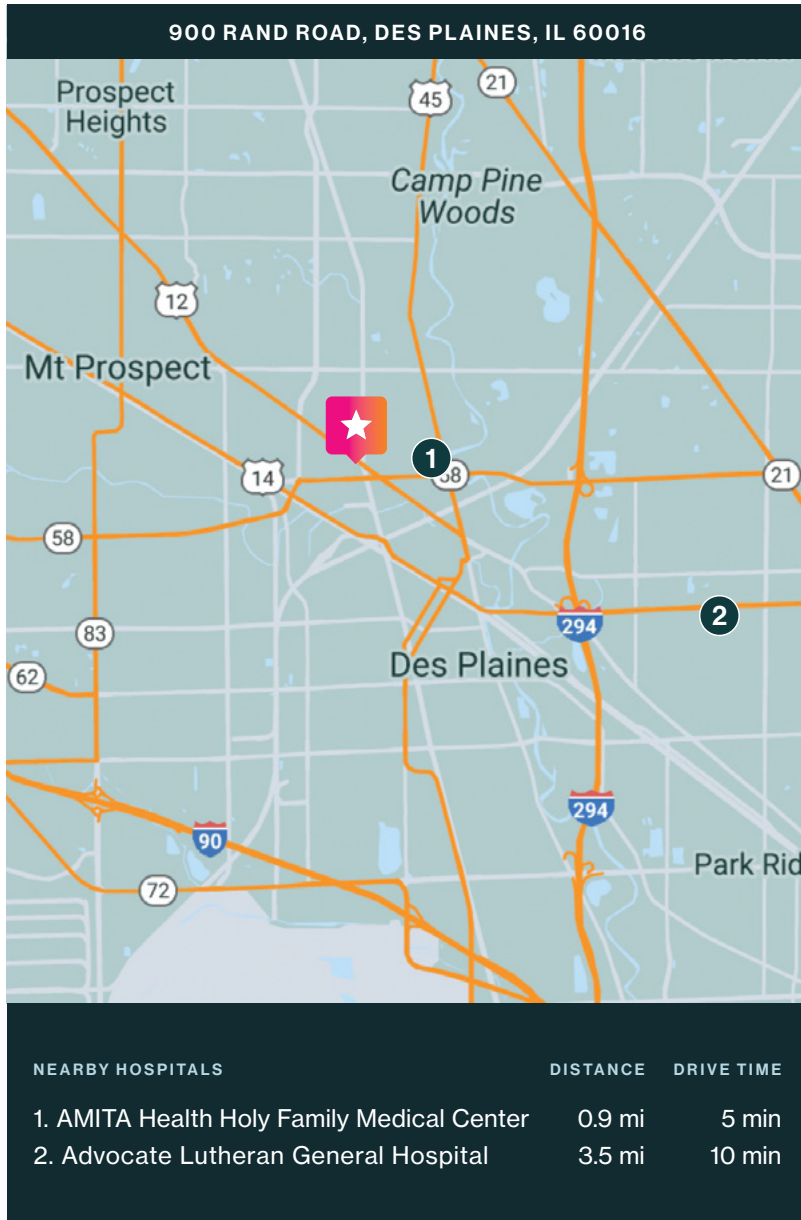 900 RAND ROAD, DES PLAINES, IL 60016
Prospect
Heights
45
21
Camp Pine
Woods
12
Mt Prospect
14
1
58
21
58
83
294
2
62
Des Plaines
294
90
Park Rid
72
NEARBY HOSPITALS DISTANCE DRIVE TIME
1. AMITA Health Holy Family Medical Center 0.9 mi 5 min
2. Advocate Lutheran General Hospital 3.5 mi 10 min